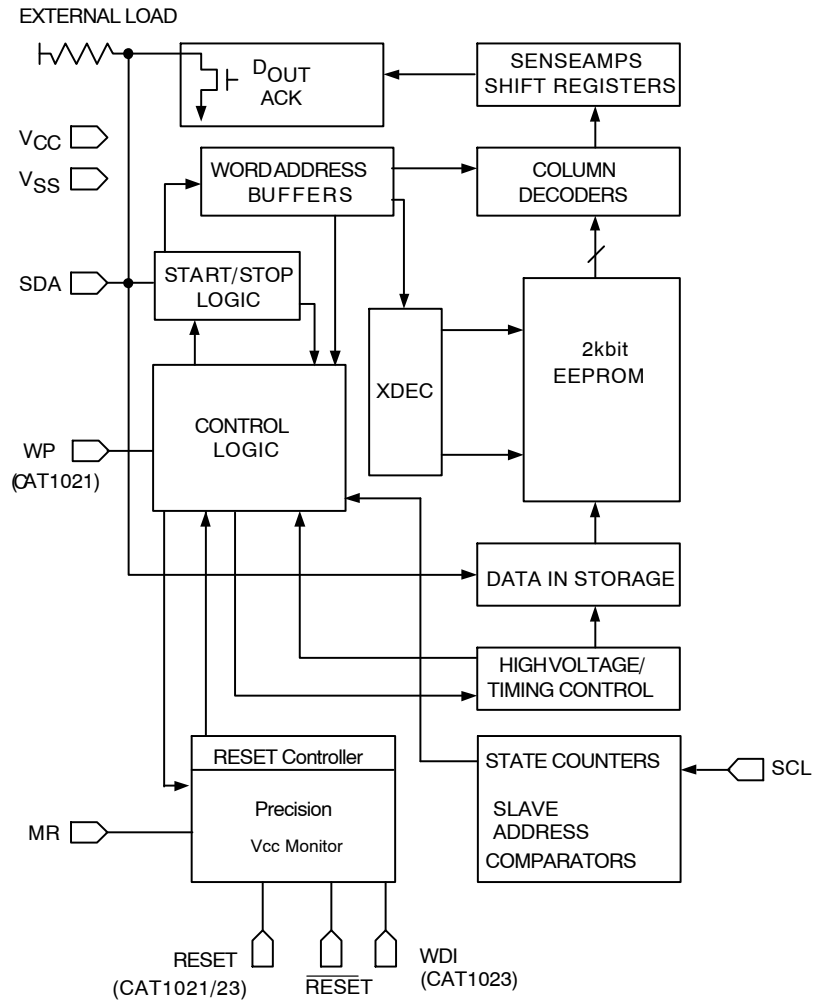 EXTERNAL LOAD
DOUT
ACK
SENSEAMPS
SHIFT REGISTERS
VCC
VSS
WORDADDRESS
BUFFERS
COLUMN
DECODERS
SDA
START/STOP
LOGIC
XDEC
2kbit
EEPROM
CONTROL
LOGIC
WP
(CAT1021)
DATA IN STORAGE
HIGHVOLTAGE/
TIMING CONTROL
RESET Controller
Precision
Vcc Monitor
STATE COUNTERS
SLAVE
ADDRESS
COMPARATORS
SCL
MR
RESET
(CAT1021/23)
RESET
WDI
(CAT1023)